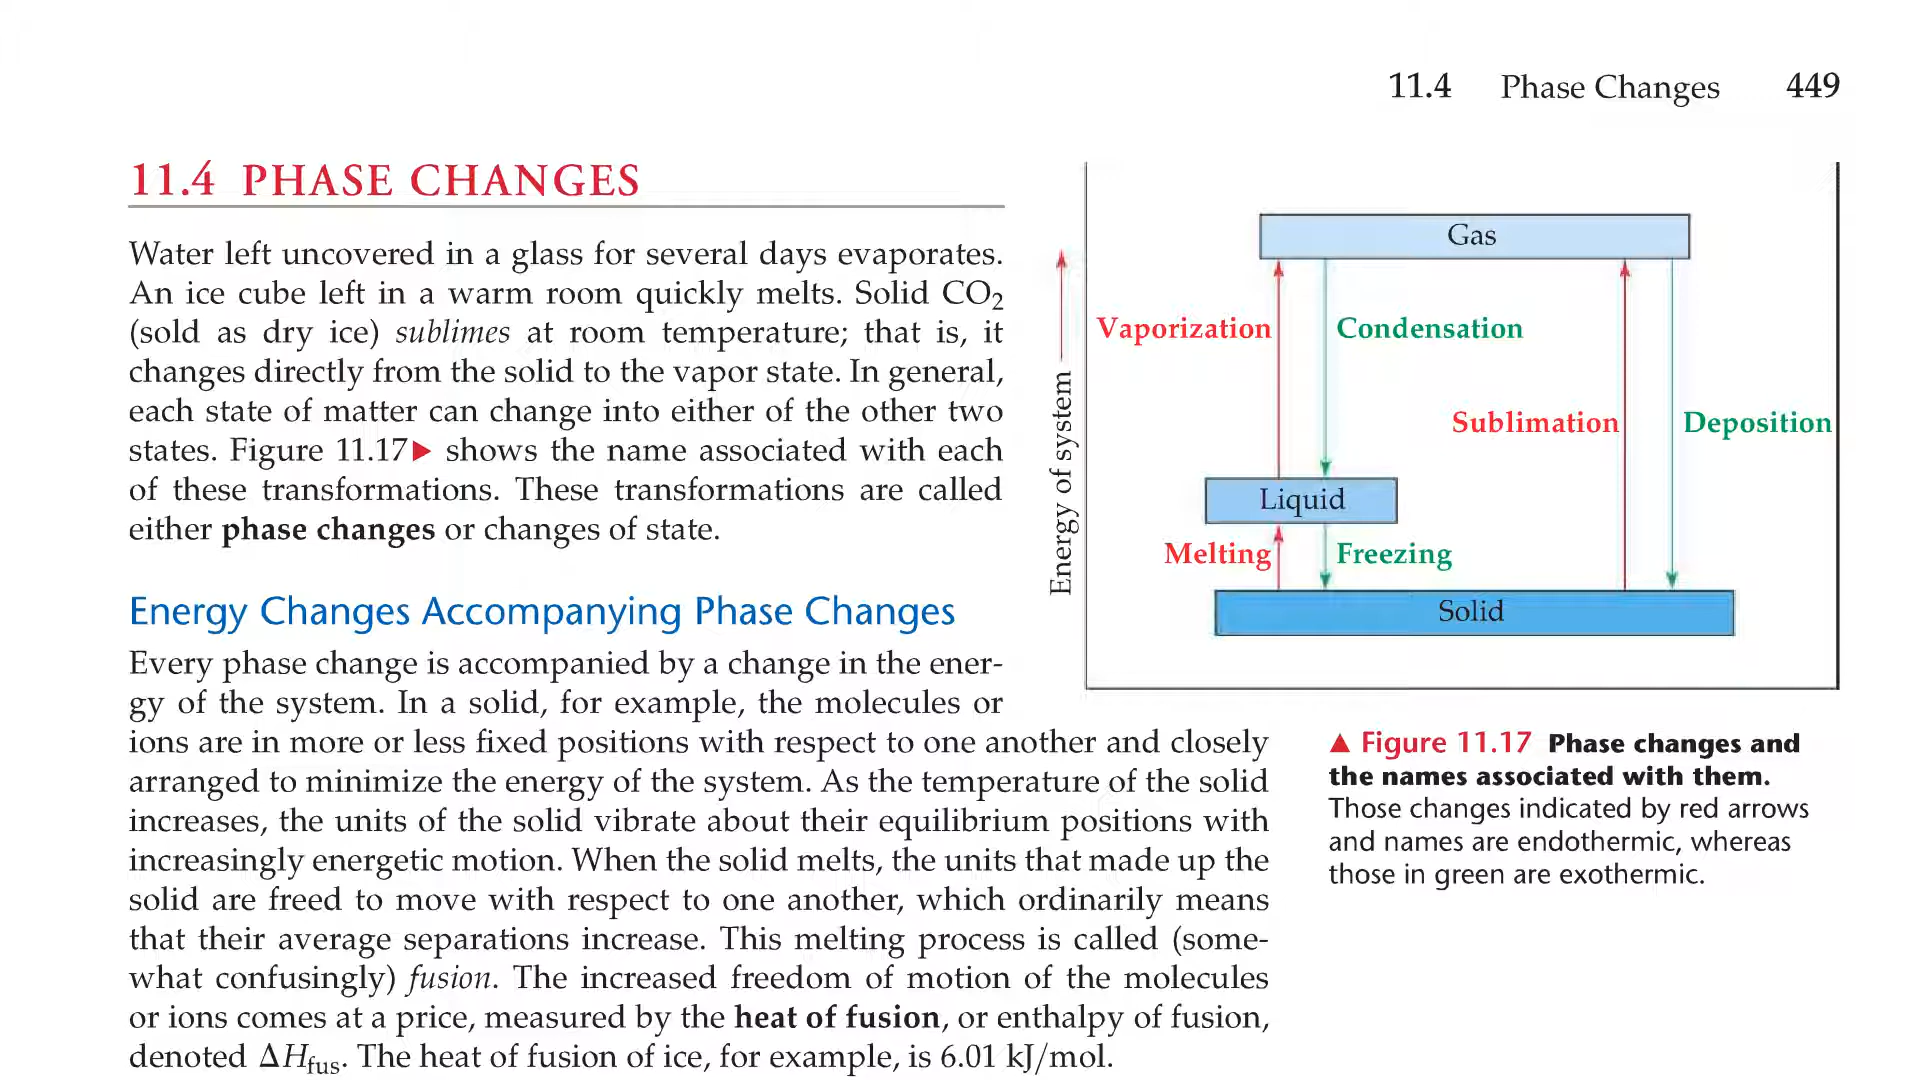 11.4 Phase Changes 449
11.4 PHASE CHANGES
Water left uncovered in a glass for several days evaporates.
An ice cube left in a warm room quickly melts. Solid CO₂
(sold as dry ice) sublimes at room temperature; that is, it
changes directly from the solid to the vapor state. In general,
each state of matter can change into either of the other two
states. Figure 11.17▶ shows the name associated with each
of these transformations. These transformations are called
either phase changes or changes of state.
Energy Changes Accompanying Phase Changes
Every phase change is accompanied by a change in the ener-
gy of the system. In a solid, for example, the molecules or
ions are in more or less fixed positions with respect to one another and closely
arranged to minimize the energy of the system. As the temperature of the solid
increases, the units of the solid vibrate about their equilibrium positions with
increasingly energetic motion. When the solid melts, the units that made up the
solid are freed to move with respect to one another, which ordinarily means
that their average separations increase. This melting process is called (some-
what confusingly) fusion. The increased freedom of motion of the molecules
or ions comes at a price, measured by the heat of fusion, or enthalpy of fusion,
denoted ΔHfus. The heat of fusion of ice, for example, is 6.01 kJ/mol.
Energy of system
Gas
Vaporization
Condensation
Sublimation
Deposition
Liquid
Melting
Freezing
Solid
▲ Figure 11.17 Phase changes and
the names associated with them.
Those changes indicated by red arrows
and names are endothermic, whereas
those in green are exothermic.